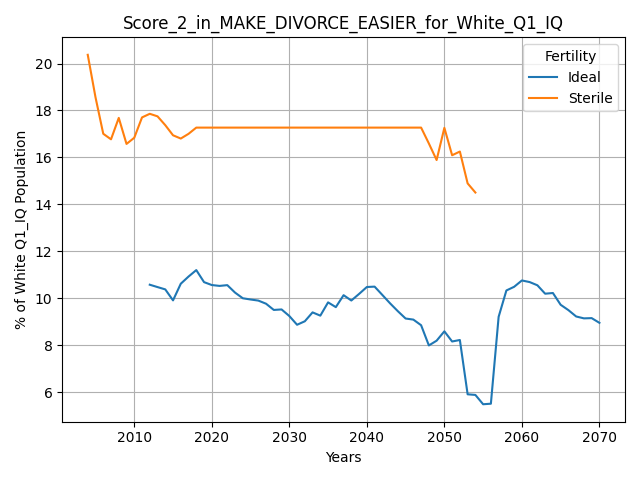 Score_2_in_MAKE_DIVORCE_EASIER_for_White_Q1_IQ
Fertility
Ideal
Sterile
% of White Q1_IQ Population
20
18
16
14
12
10
8
6
2010 2020 2030 2040 2050 2060 2070
Years